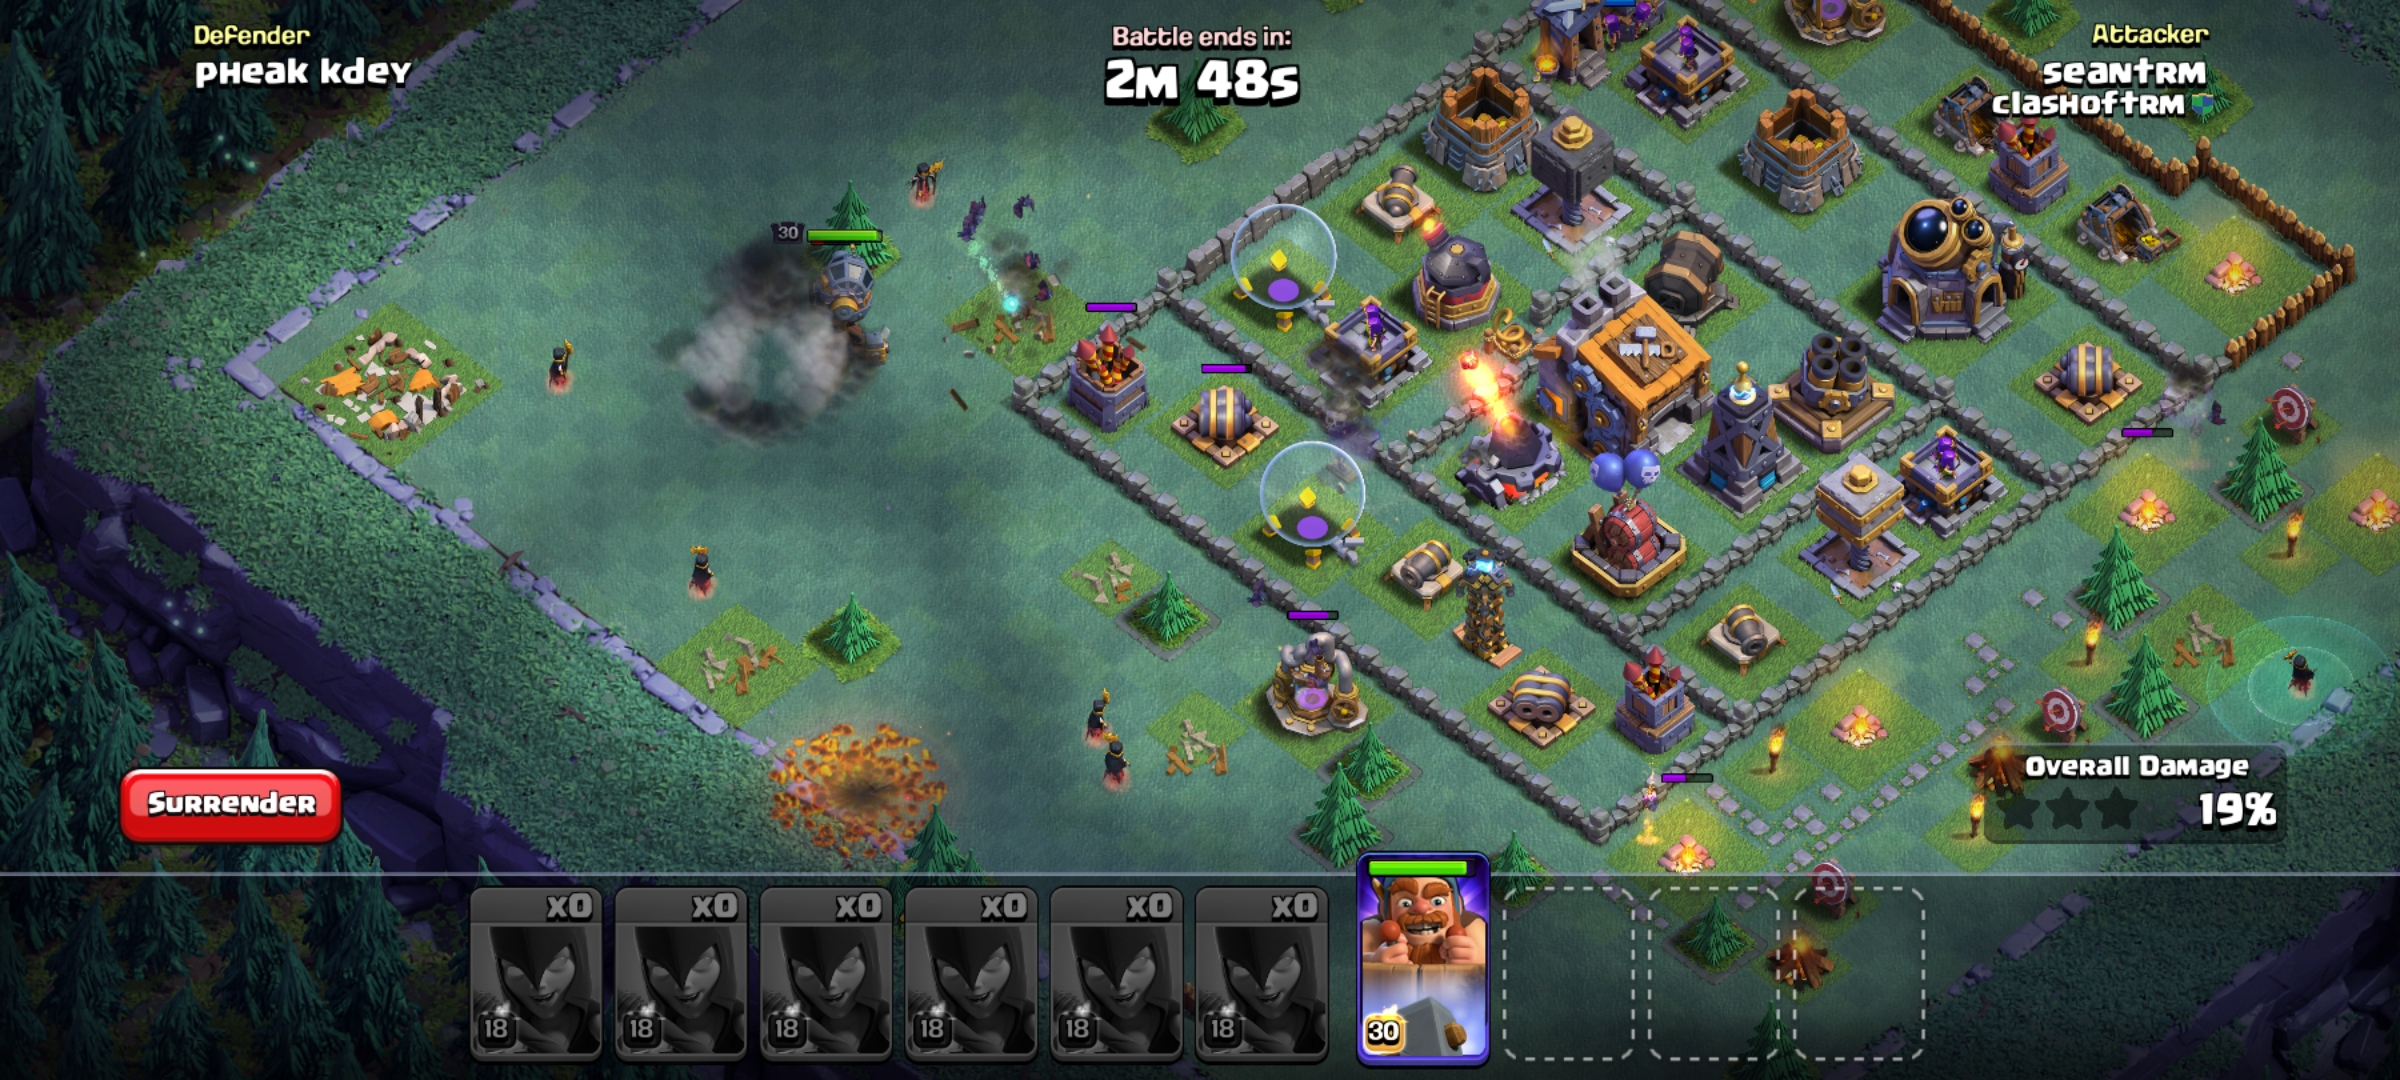 Defender
pheak kdey
Battle ends in:
2m 48s
Attacker
seantrm
clashoftrm
30
VIII
Surrender
Overall Damage
19%
x0
x0
x0
x0
x0
x0
18
18
18
18
18
18
30